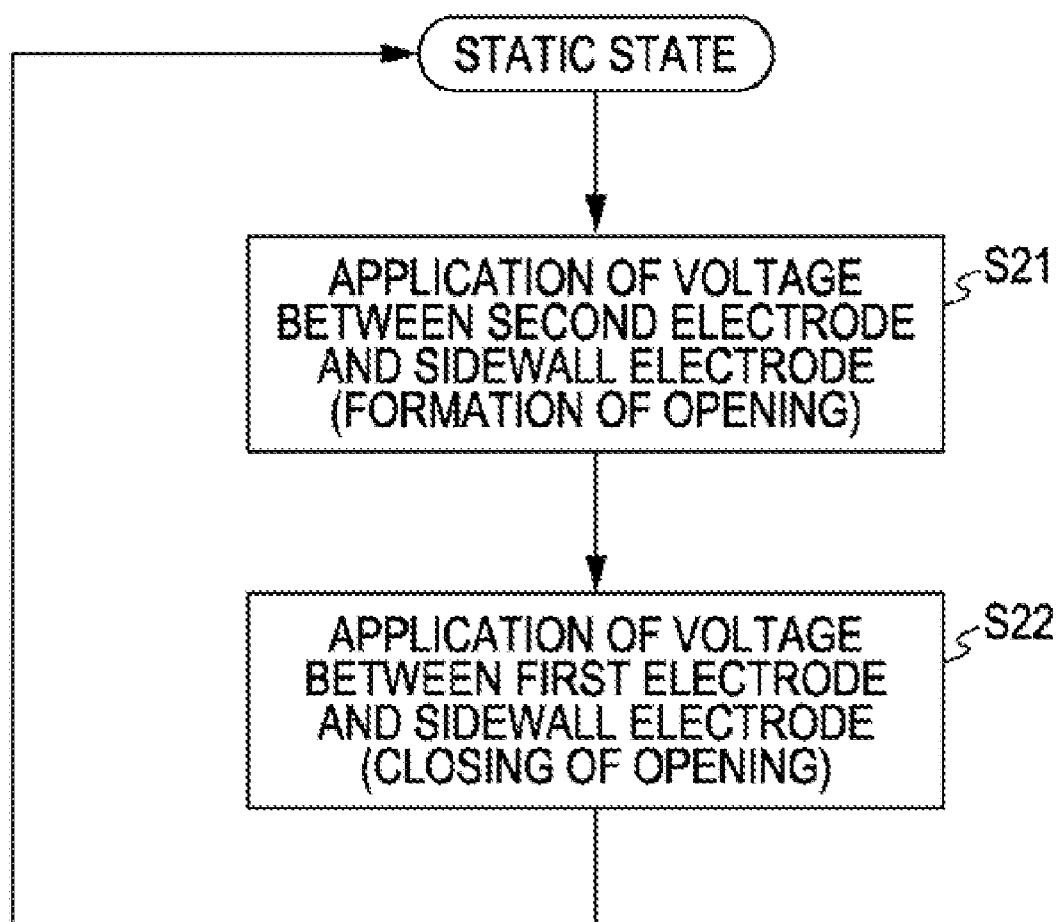 STATIC STATE
APPLICATION OF VOLTAGE
BETWEEN SECOND ELECTRODE
AND SIDEWALL ELECTRODE
(FORMATION OF OPENING)
S21
APPLICATION OF VOLTAGE
BETWEEN FIRST ELECTRODE
AND SIDEWALL ELECTRODE
(CLOSING OF OPENING)
S22